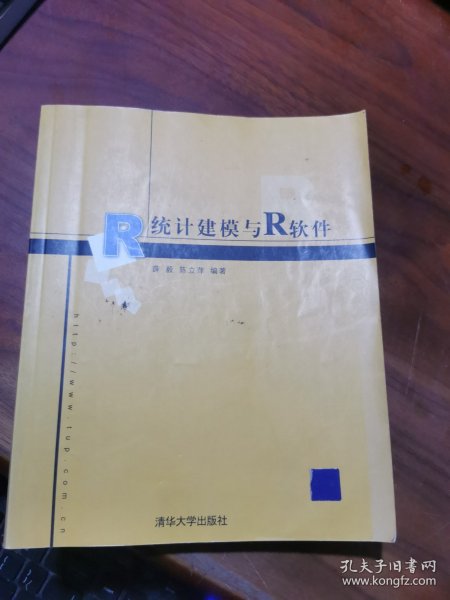 R
R
统计建模与R软件
薛 毅 陈立萍 编著
http://www.tup.com.cn
清华大学出版社
孔夫子旧书网
www.kongfz.com